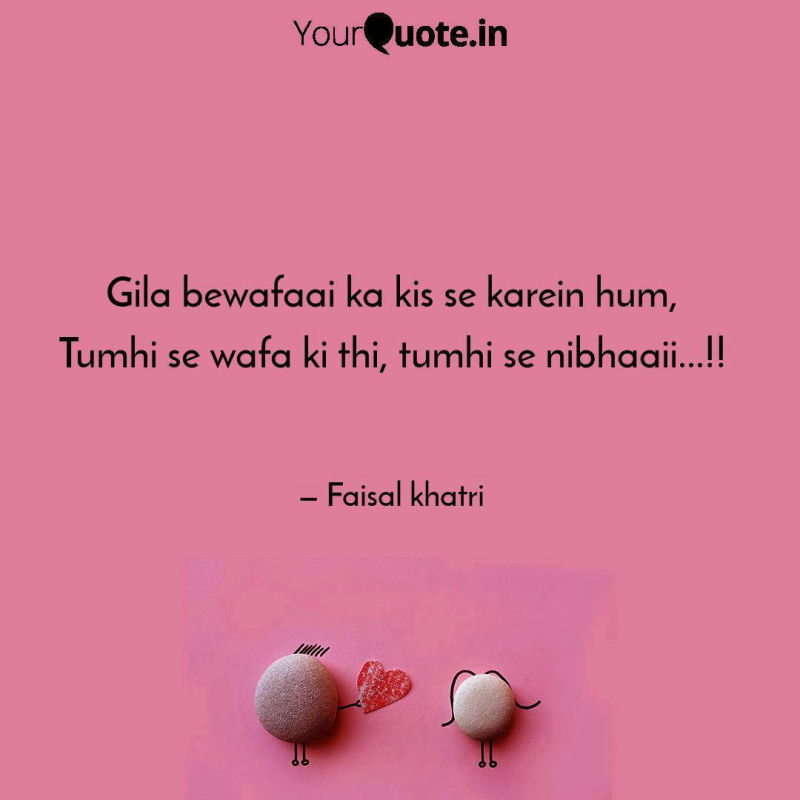 YourQuote.in
Gila bewafaai ka kis se karein hum,
Tumhi se wafa ki thi, tumhi se nibhaaii...!!
– Faisal khatri